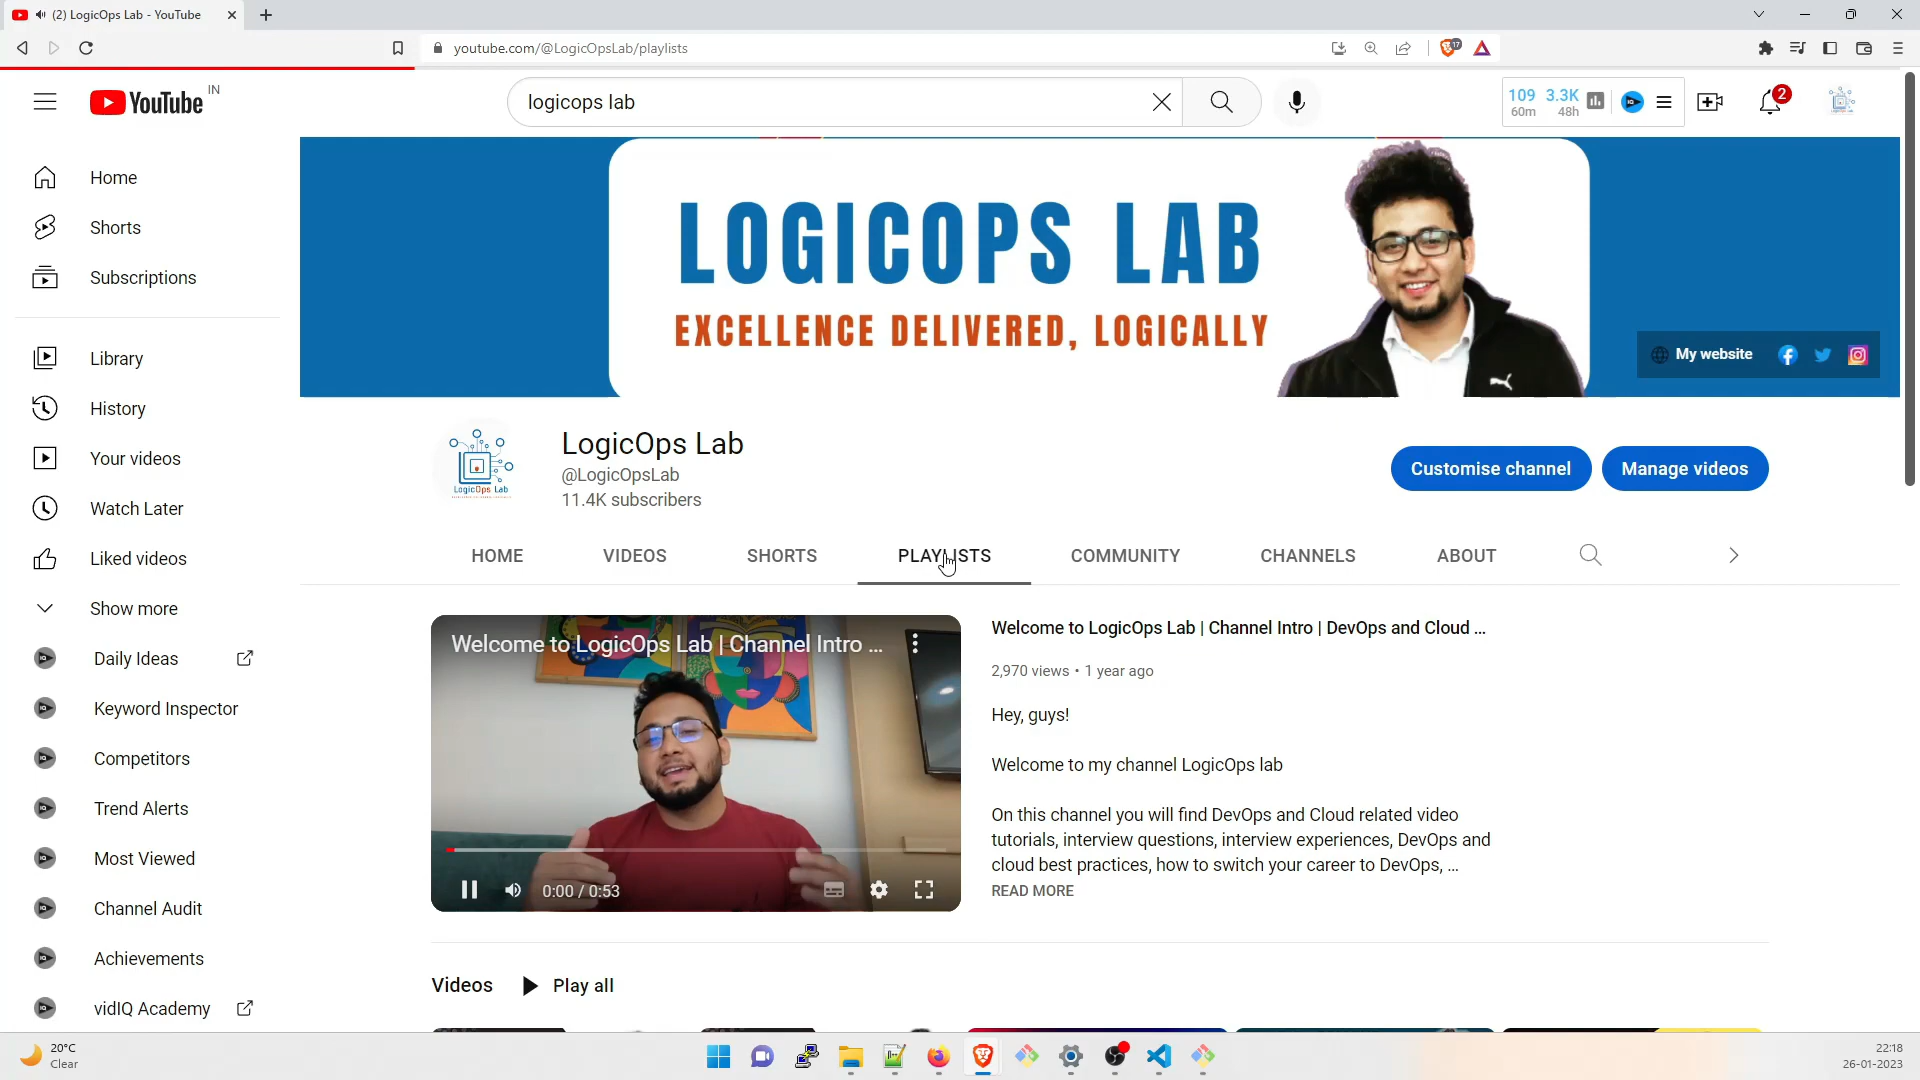 (2) LogicOps Lab - YouTube
youtube.com/@LogicOpsLab/playlists
17
YouTube IN
logicops lab
109 3.3K
60m 48h
2
Home
Shorts
Subscriptions
Library
History
Your videos
Watch Later
Liked videos
Show more
Daily Ideas
Keyword Inspector
Competitors
Trend Alerts
Most Viewed
Channel Audit
Achievements
vidIQ Academy
LOGICOPS LAB
EXCELLENCE DELIVERED, LOGICALLY
My website
LogicOps Lab
LogicOps Lab
@LogicOpsLab
11.4K subscribers
Customise channel
Manage videos
HOME VIDEOS SHORTS PLAYLISTS COMMUNITY CHANNELS ABOUT
Welcome to LogicOps Lab | Channel Intro ...
0:00 / 0:53
Welcome to LogicOps Lab | Channel Intro | DevOps and Cloud ...
2,970 views • 1 year ago
Hey, guys!
Welcome to my channel LogicOps lab
On this channel you will find DevOps and Cloud related video
tutorials, interview questions, interview experiences, DevOps and
cloud best practices, how to switch your career to DevOps, ...
READ MORE
Videos Play all
20°C
Clear
22:18
26-01-2023